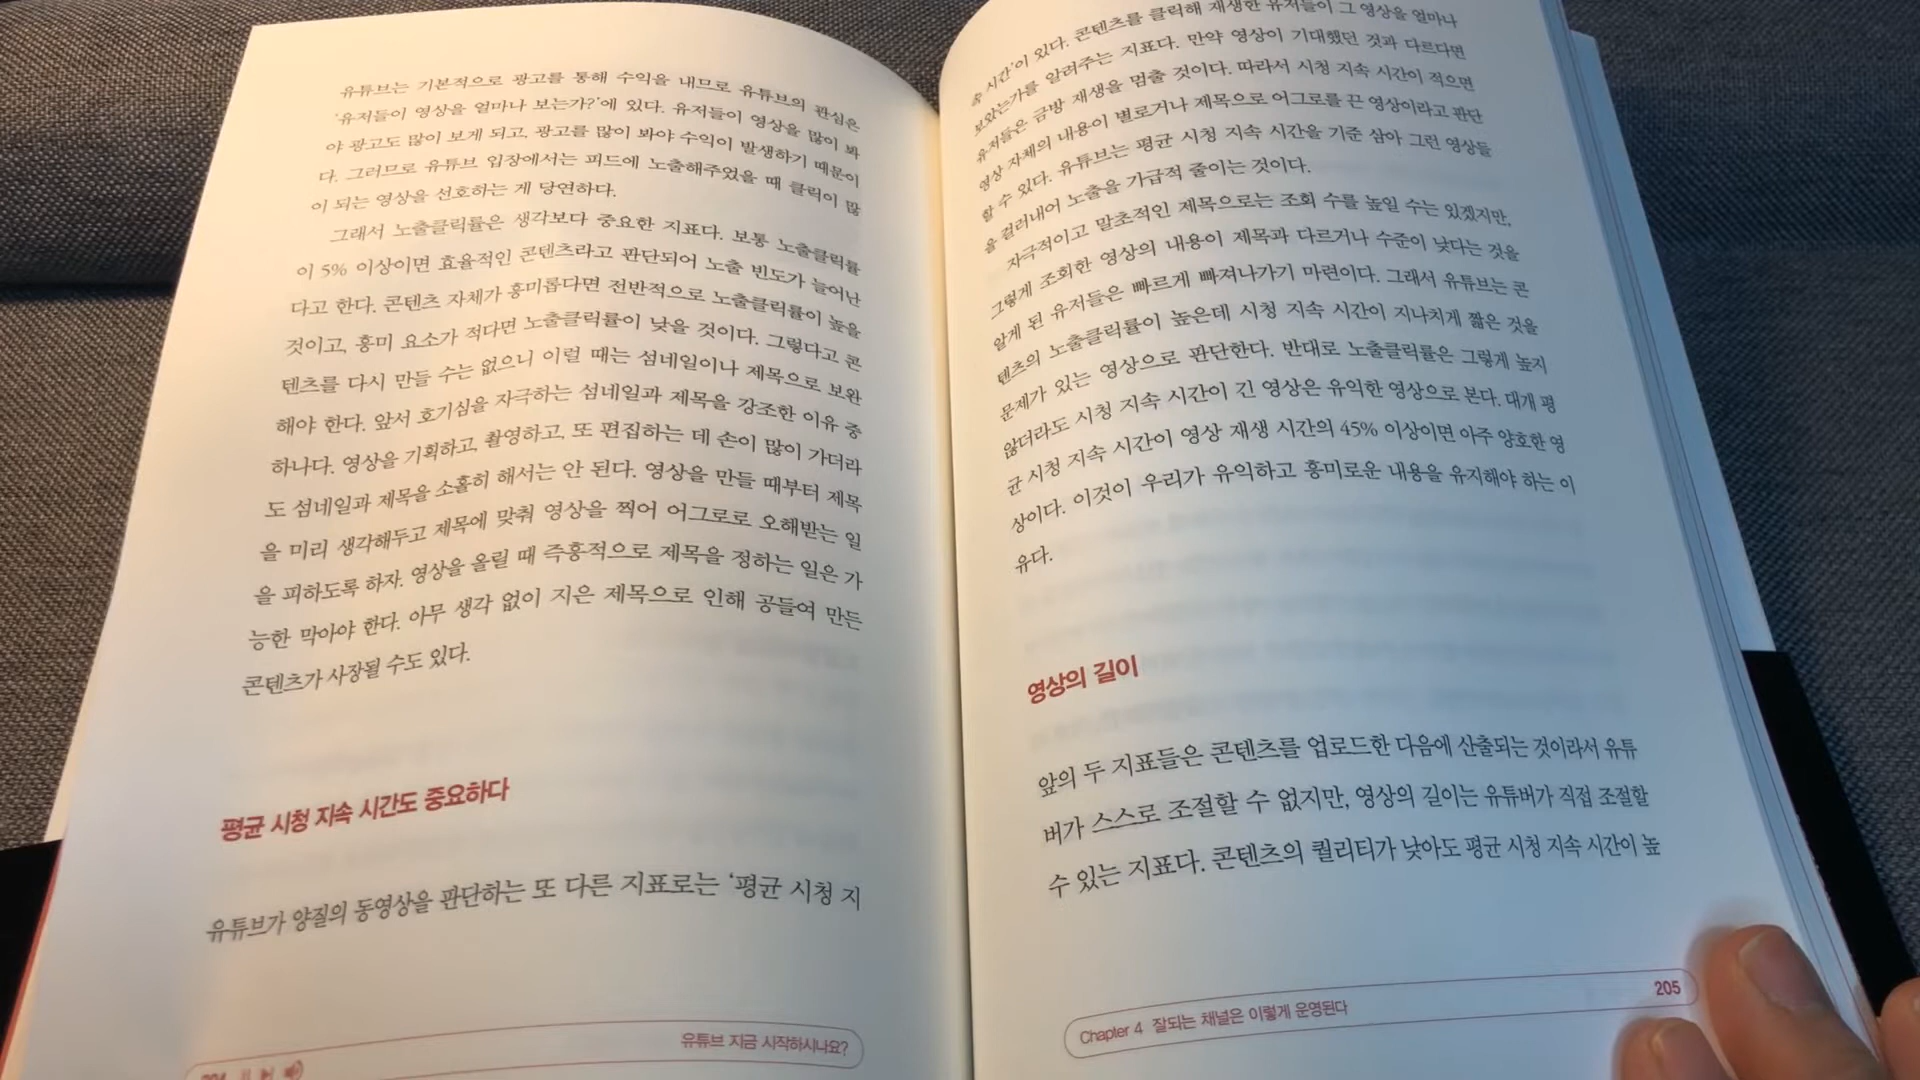 유튜브는 기본적으로 광고를 통해 수익을 내므로 유튜브의 관심은
'유저들이 영상을 얼마나 보는가?'에 있다. 유저들이 영상을 많이 봐
야 광고도 많이 보게 되고, 광고를 많이 봐야 수익이 발생하기 때문이
다. 그러므로 유튜브 입장에서는 피드에 노출해주었을 때 클릭이 많
이 되는 영상을 선호하는 게 당연하다.
그래서 노출클릭률은 생각보다 중요한 지표다. 보통 노출클릭률
이 5% 이상이면 효율적인 콘텐츠라고 판단되어 노출 빈도가 늘어난
다고 한다. 콘텐츠 자체가 흥미롭다면 전반적으로 노출클릭률이 높을
것이고, 흥미 요소가 적다면 노출클릭률이 낮을 것이다. 그렇다고 콘
텐츠를 다시 만들 수는 없으니 이럴 때는 섬네일이나 제목으로 보완
해야 한다. 앞서 호기심을 자극하는 섬네일과 제목을 강조한 이유 중
하나다. 영상을 기획하고, 촬영하고, 또 편집하는 데 손이 많이 가더라
도 섬네일과 제목을 소홀히 해서는 안 된다. 영상을 만들 때부터 제목
을 미리 생각해두고 제목에 맞춰 영상을 찍어 어그로로 오해받는 일
을 피하도록 하자. 영상을 올릴 때 즉흥적으로 제목을 정하는 일은 가
능한 막아야 한다. 아무 생각 없이 지은 제목으로 인해 공들여 만든
콘텐츠가 사장될 수도 있다.
평균 시청 지속 시간도 중요하다
유튜브가 양질의 동영상을 판단하는 또 다른 지표로는 '평균 시청 지
유튜브 지금 시작하시나요?
속 시간'이 있다. 콘텐츠를 클릭해 재생한 유저들이 그 영상을 얼마나
보았는가를 알려주는 지표다. 만약 영상이 기대했던 것과 다르다면
유저들은 금방 재생을 멈출 것이다. 따라서 시청 지속 시간이 적으면
영상 자체의 내용이 별로거나 제목으로 어그로를 끈 영상이라고 판단
할 수 있다. 유튜브는 평균 시청 지속 시간을 기준 삼아 그런 영상들
을 걸러내어 노출을 가급적 줄이는 것이다.
자극적이고 말초적인 제목으로는 조회 수를 높일 수는 있겠지만,
그렇게 조회한 영상의 내용이 제목과 다르거나 수준이 낮다는 것을
알게 된 유저들은 빠르게 빠져나가기 마련이다. 그래서 유튜브는 콘
텐츠의 노출클릭률이 높은데 시청 지속 시간이 지나치게 짧은 것을
문제가 있는 영상으로 판단한다. 반대로 노출클릭률은 그렇게 높지
않더라도 시청 지속 시간이 긴 영상은 유익한 영상으로 본다. 대개 평
균 시청 지속 시간이 영상 재생 시간의 45% 이상이면 아주 양호한 영
상이다. 이것이 우리가 유의하고 흥미로운 내용을 유지해야 하는 이
유다.
영상의 길이
앞의 두 지표들은 콘텐츠를 업로드한 다음에 산출되는 것이라서 유튜
버가 스스로 조절할 수 없지만, 영상의 길이는 유튜버가 직접 조절할
수 있는 지표다. 콘텐츠의 퀄리티가 낮아도 평균 시청 지속 시간이 높
Chapter 4 잘되는 채널은 이렇게 운영된다
205